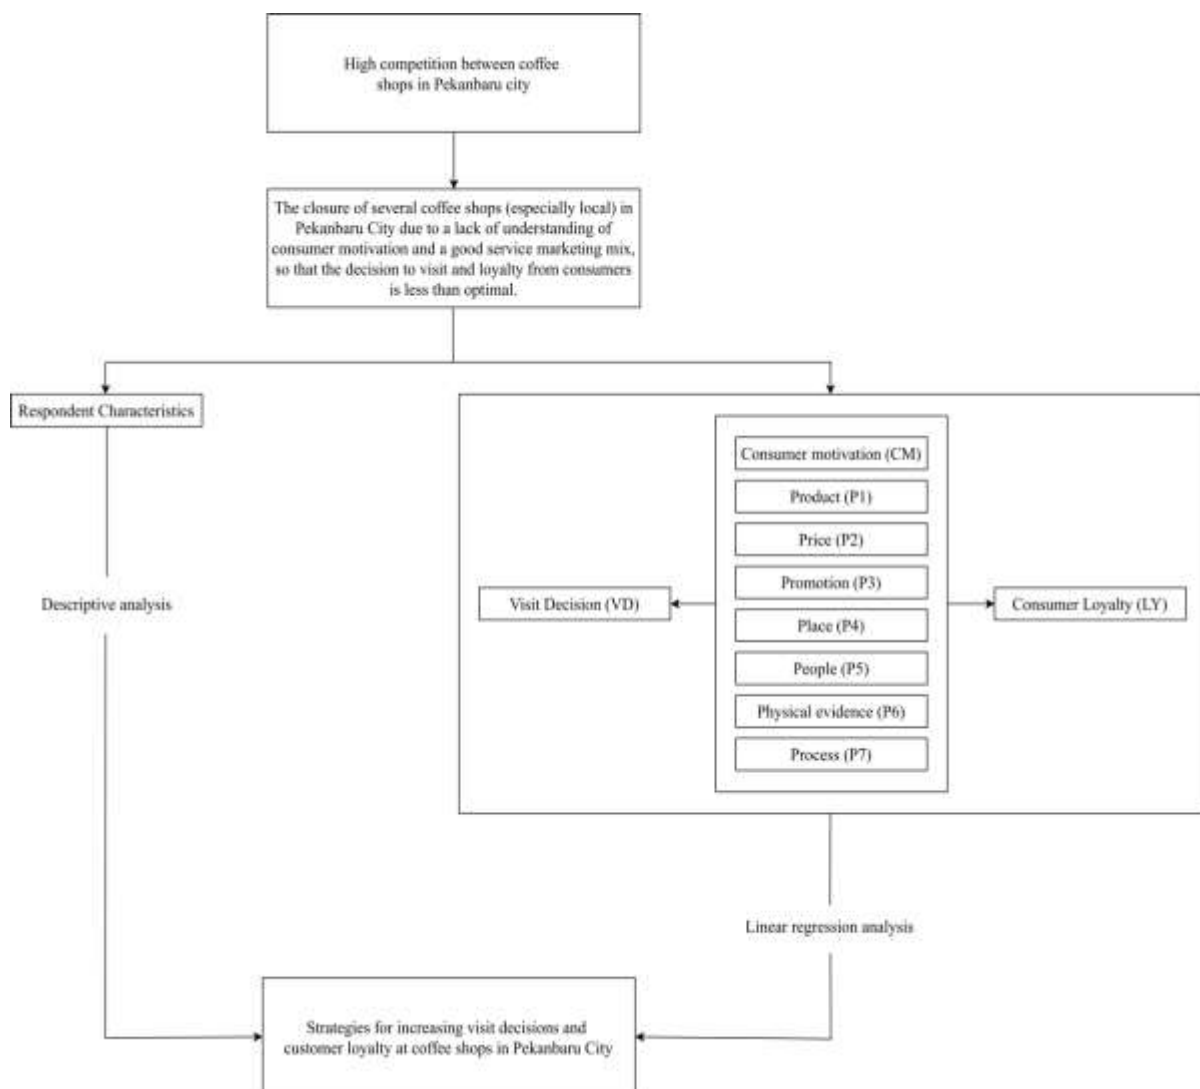 High competition between coffee
shops in Pekanbaru city
The closure of several coffee shops (especially local) in
Pekanbaru City due to a lack of understanding of
consumer motivation and a good service marketing mix,
so that the decision to visit and loyalty from consumers
is less than optimal.
Respondent Characteristics
Consumer motivation (CM)
Product (P1)
Price (P2)
Promotion (P3)
Place (P4)
People (P5)
Physical evidence (P6)
Process (P7)
Visit Decision (VD)
Consumer Loyalty (LY)
Descriptive analysis
Linear regression analysis
Strategies for increasing visit decisions and
customer loyalty at coffee shops in Pekanbaru City